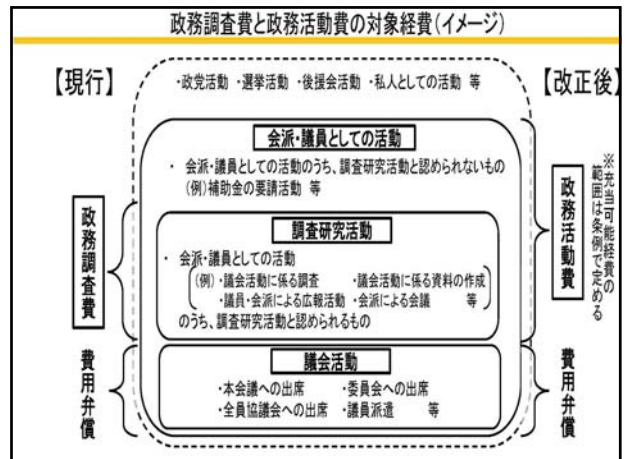 政務調査費と政務活動費の対象経費(イメージ)
【現行】
【改正後】
・政党活動 ・選挙活動 ・後援会活動 ・私人としての活動 等
会派・議員としての活動
・ 会派・議員としての活動のうち、調査研究活動と認められないもの
(例)補助金の要請活動 等
調査研究活動
・ 会派・議員としての活動
(例)・議会活動に係る調査 ・議会活動に係る資料の作成
・議員・会派による広報活動 ・会派による会議 等
のうち、調査研究活動と認められるもの
議会活動
・本会議への出席 ・委員会への出席
・全員協議会への出席 ・議員派遣 等
政務調査費
費用弁償
政務活動費
※充当可能経費の
範囲は条例で定める
費用弁償